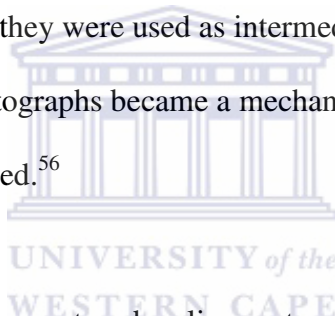 they were used as intermed
tographs became a mechan
ed.56
UNIVERSITY of the
WESTERN CAPE